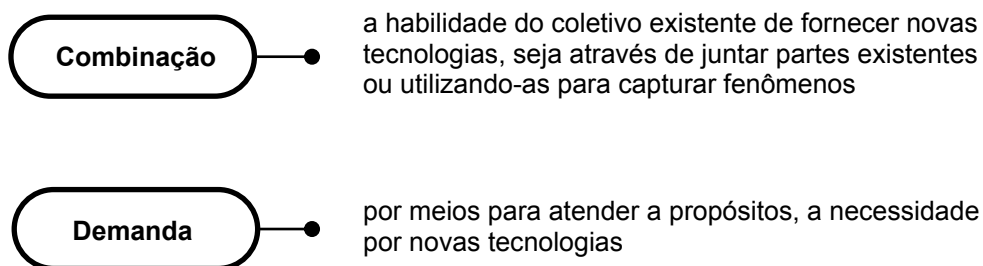 Combinação
a habilidade do coletivo existente de fornecer novas
tecnologias, seja através de juntar partes existentes
ou utilizando-as para capturar fenômenos
Demanda
por meios para atender a propósitos, a necessidade
por novas tecnologias